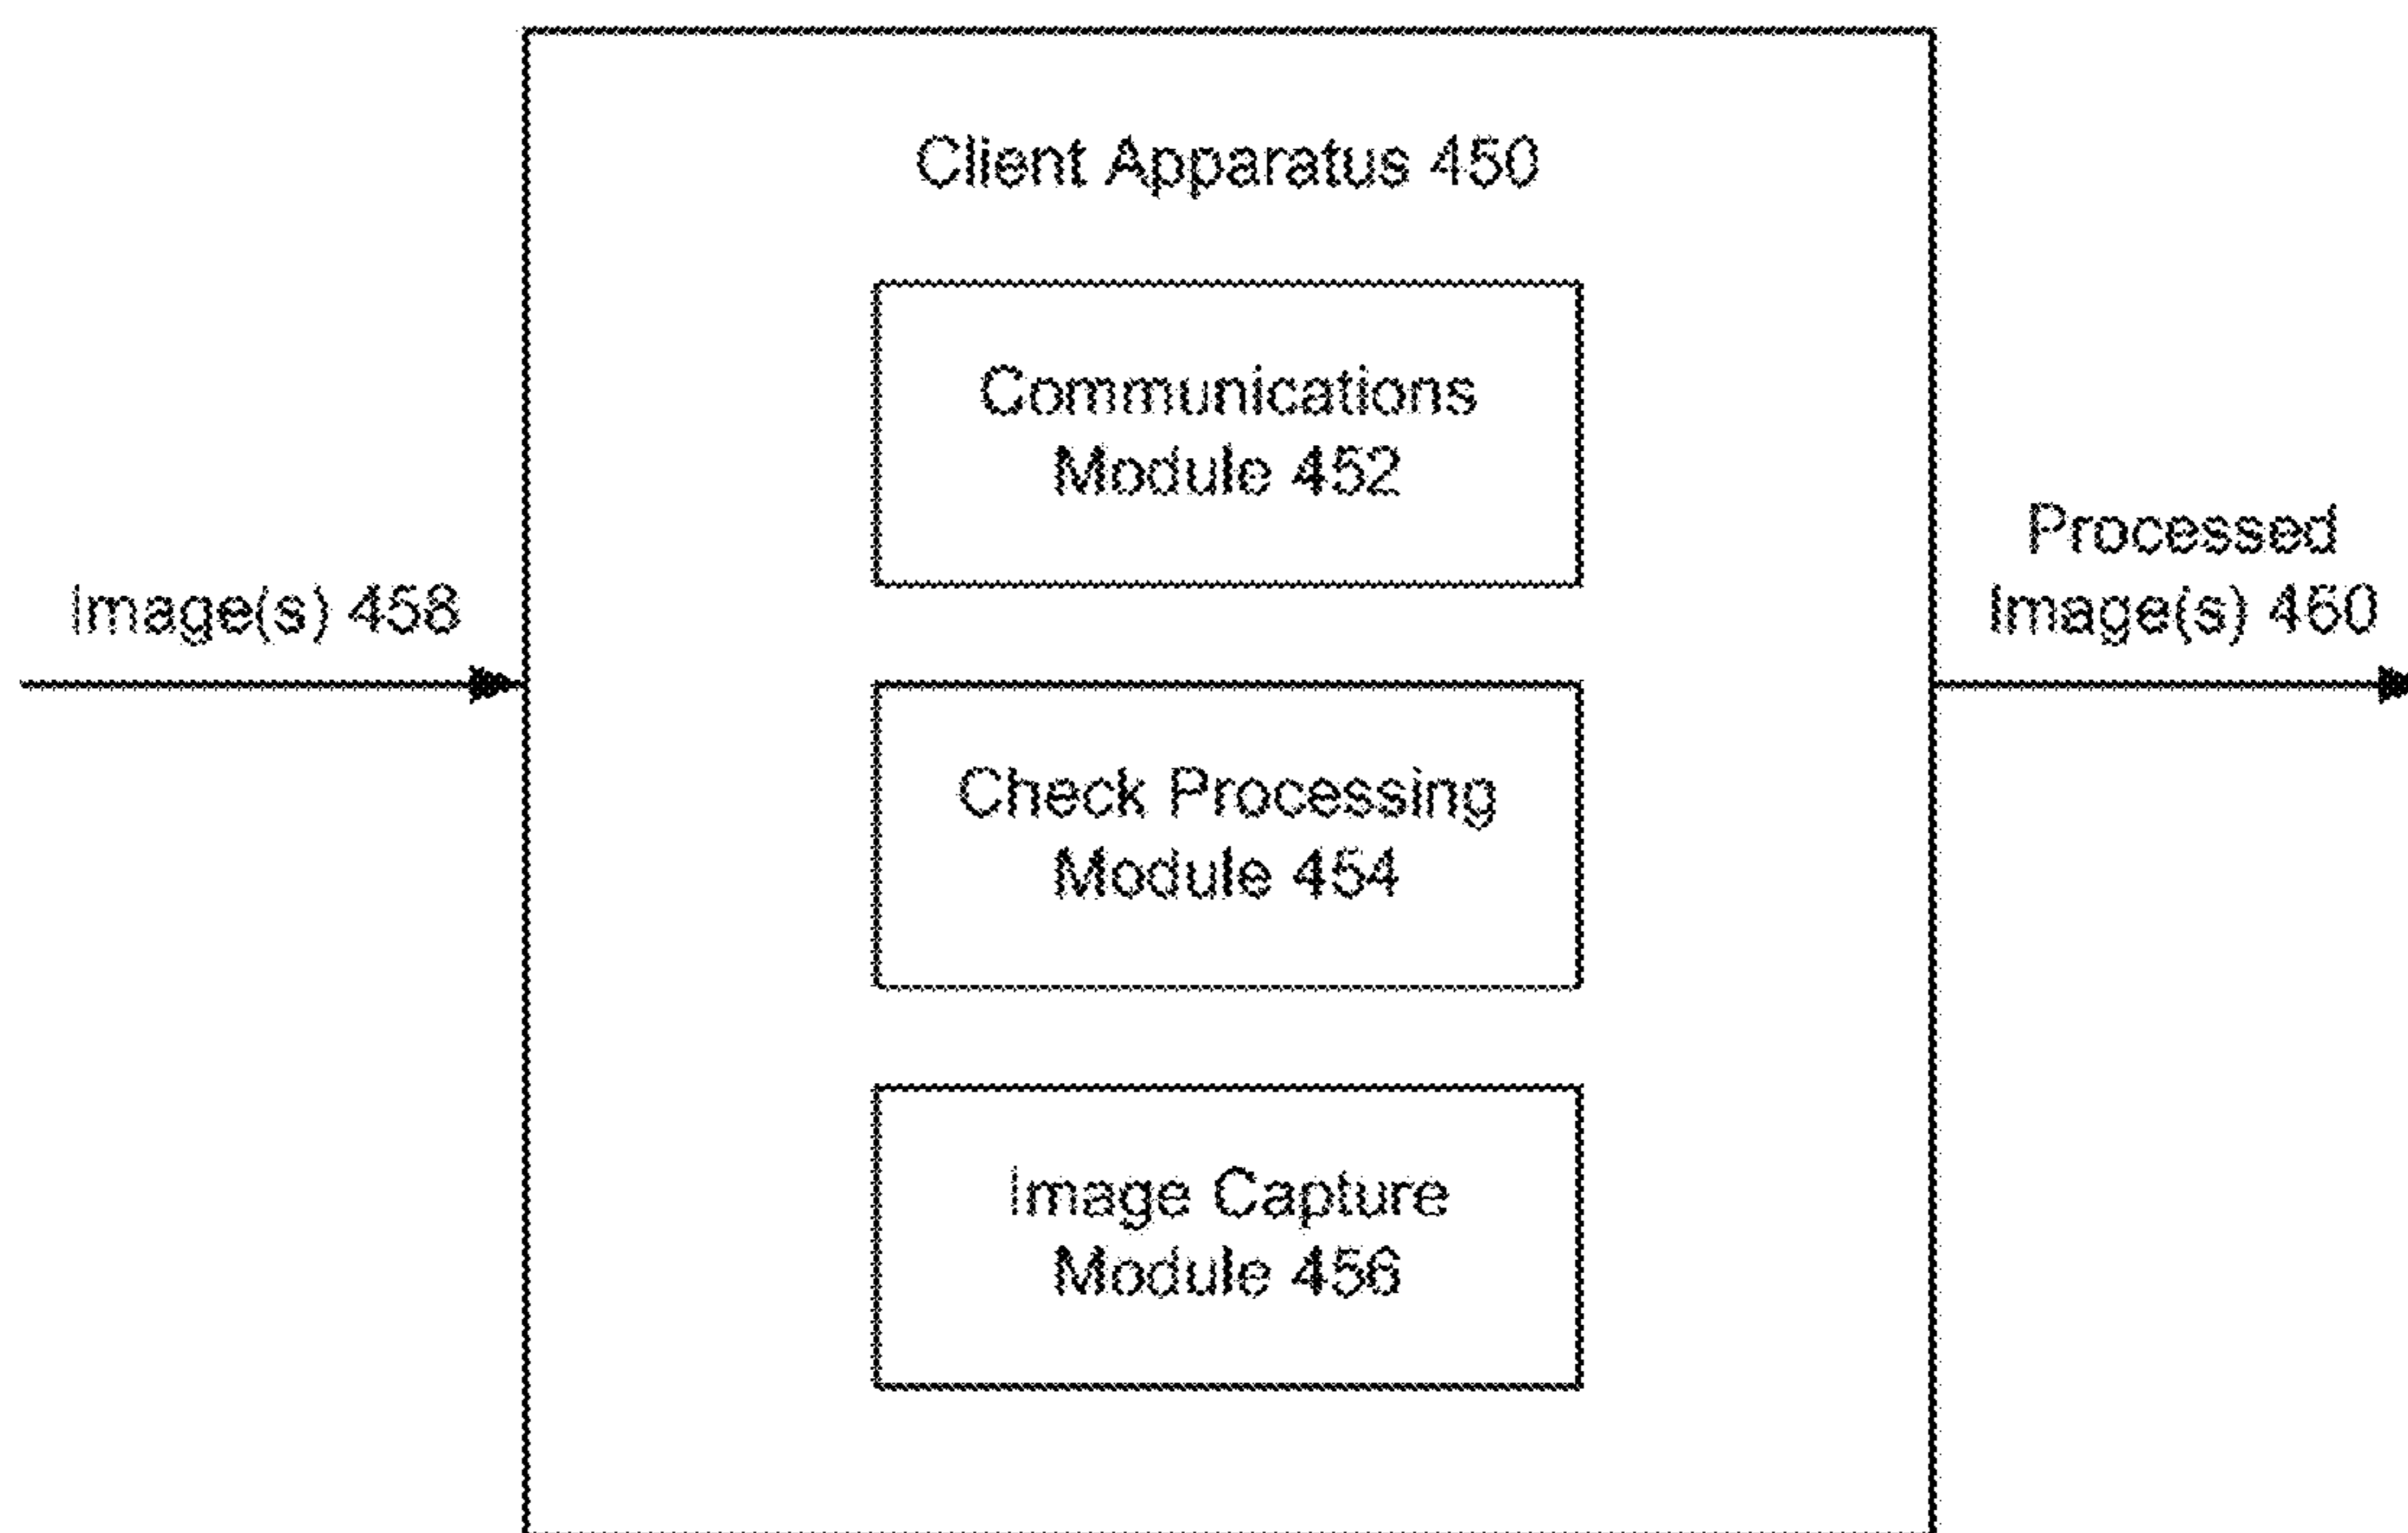 Client Apparatus 450
Communications
Module 452
Image(s) 458
Processed
Image(s) 460
Check Processing
Module 454
Image Capture
Module 456